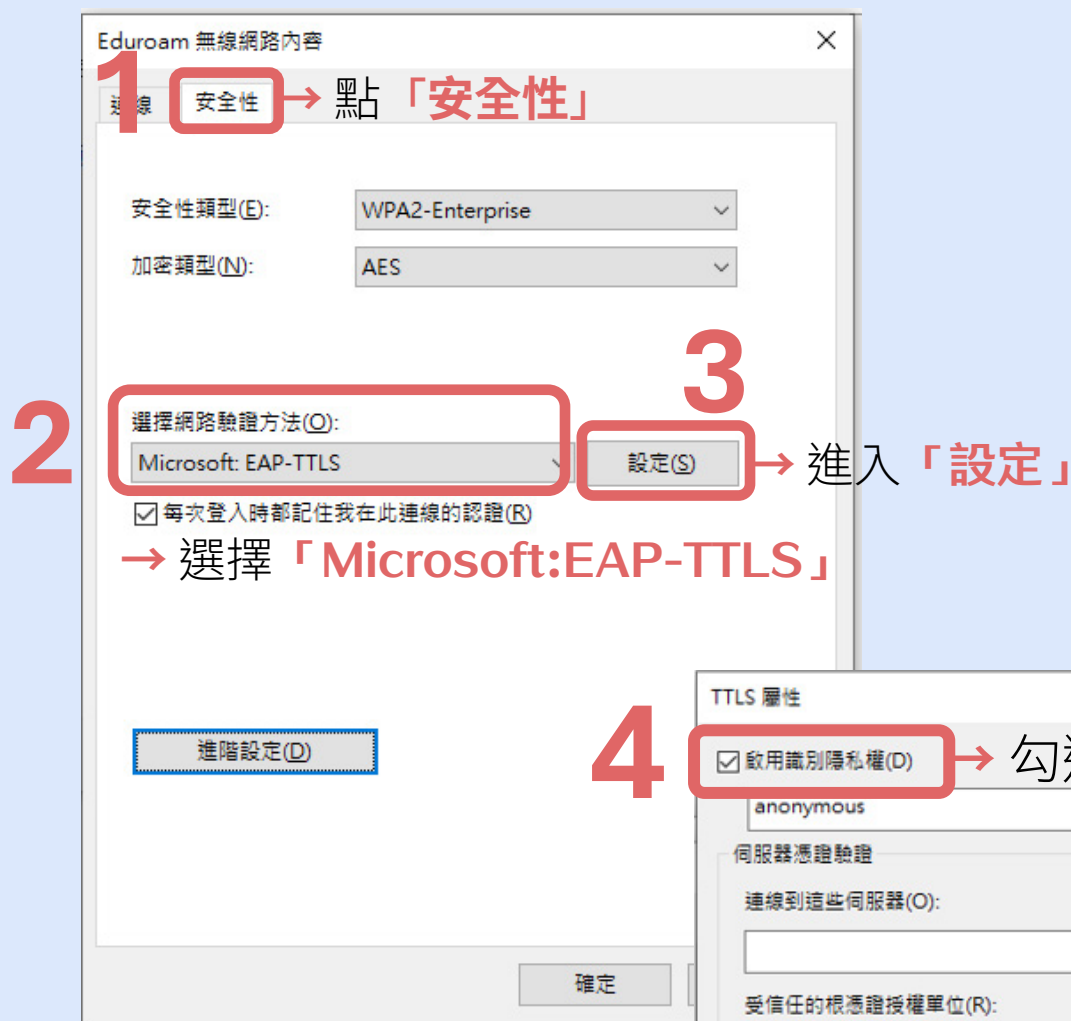 Eduroam 無線網路內容
1
連線 安全性 → 點「安全性」
安全性類型(E): WPA2-Enterprise
加密類型(N): AES
3
2
選擇網路驗證方法(O):
Microsoft: EAP-TTLS 設定(S) → 進入「設定」
每次登入時都記住我在此連線的認證(R)
→ 選擇「Microsoft:EAP-TTLS」
TTLS 屬性
進階設定(D)
4
啟用識別隱私權(D) → 勾
anonymous
伺服器憑證驗證
連線到這些伺服器(O):
確定
受信任的根憑證授權單位(R):